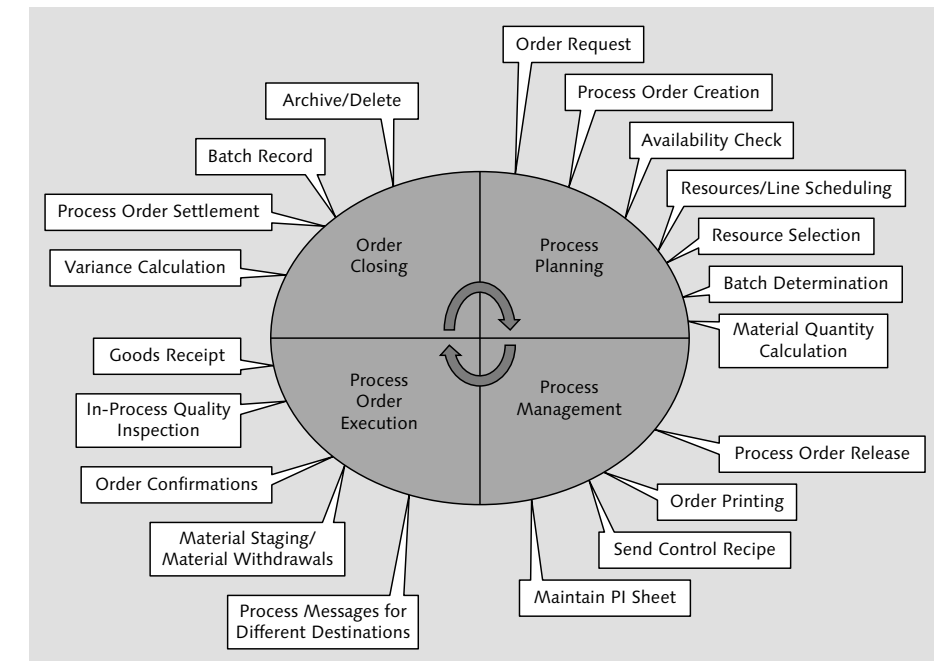 Order Request
Process Order Creation
Archive/Delete
Availability Check
Batch Record
Resources/Line Scheduling
Process Order Settlement
Resource Selection
Order
Closing
Process
Planning
Variance Calculation
Batch Determination
Material Quantity
Calculation
Goods Receipt
Process
Order
Execution
Process
Management
In-Process Quality
Inspection
Process Order Release
Order Confirmations
Order Printing
Material Staging/
Material Withdrawals
Send Control Recipe
Maintain PI Sheet
Process Messages for
Different Destinations